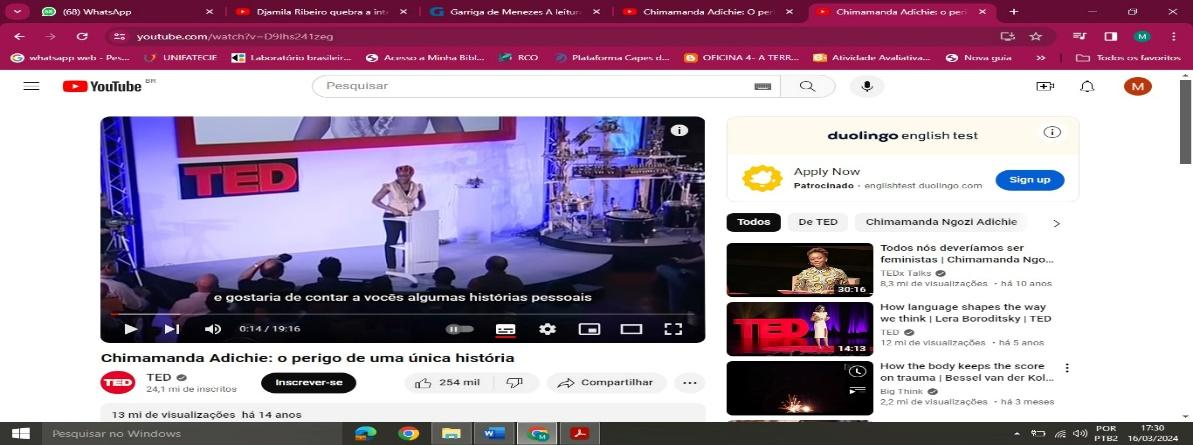 (68) WhatsApp
Djamila Ribeiro quebra a inte
Garriga de Menezes A leitura
Chimamanda Adichie: O peri
Chimamanda Adichie: o peri
youtube.com/watch?v=D9Ihs241zeg
whatsapp web - Pes...
UNIFATECIE
Laboratório brasileir...
Acesso a Minha Bibl...
RCO
Plataforma Capes d...
OFICINA 4- A TERR...
Atividade Avaliativa...
Nova guia
Todos os favoritos
YouTube BR
Pesquisar
M
TED
e gostaria de contar a vocês algumas histórias pessoais
0:14 / 19:16
Chimamanda Adichie: o perigo de uma única história
TED
TED
24,1 mi de inscritos
Inscrever-se
254 mil
Compartilhar
13 mi de visualizações há 14 anos
duolingo english test
Apply Now
Patrocinado · englishtest.duolingo.com
Sign up
Todos
De TED
Chimamanda Ngozi Adichie
30:16
Todos nós deveríamos ser
feministas | Chimamanda Ngo...
TEDx Talks
8,3 mi de visualizações · há 10 anos
TED
14:13
How language shapes the way
we think | Lera Boroditsky | TED
TED
12 mi de visualizações · há 5 anos
How the body keeps the score
on trauma | Bessel van der Kol...
Big Think
2,2 mi de visualizações · há 3 meses
Pesquisar no Windows
POR
PTB2
17:30
16/03/2024